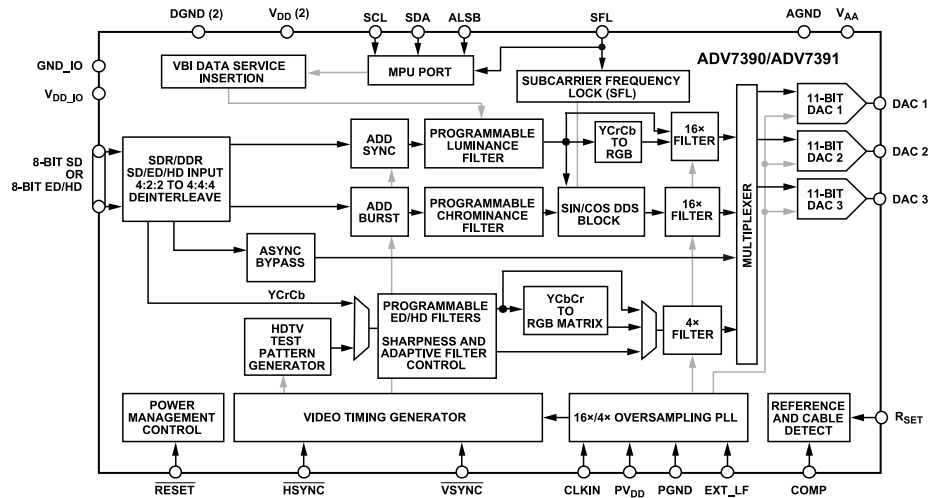 DGND (2)
VDD (2)
SCL
SDA
ALSB
SFL
AGND
VAA
GND_IO
VDD_IO
8-BIT SD
OR
8-BIT ED/HD
VBI DATA SERVICE
INSERTION
MPU PORT
SUBCARRIER FREQUENCY
LOCK (SFL)
ADV7390/ADV7391
SDR/DDR
SD/ED/HD INPUT
4:2:2 TO 4:4:4
DEINTERLEAVE
ADD
SYNC
PROGRAMMABLE
LUMINANCE
FILTER
YCrCb
TO
RGB
16×
FILTER
ADD
BURST
PROGRAMMABLE
CHROMINANCE
FILTER
SIN/COS DDS
BLOCK
16×
FILTER
MULTIPLEXER
11-BIT
DAC 1
DAC 1
11-BIT
DAC 2
DAC 2
11-BIT
DAC 3
DAC 3
ASYNC
BYPASS
YCrCb
HDTV
TEST
PATTERN
GENERATOR
PROGRAMMABLE
ED/HD FILTERS
SHARPNESS AND
ADAPTIVE FILTER
CONTROL
YCbCr
TO
RGB MATRIX
4×
FILTER
POWER
MANAGEMENT
CONTROL
VIDEO TIMING GENERATOR
16×/4× OVERSAMPLING PLL
REFERENCE
AND CABLE
DETECT
RSET
RESET
HSYNC
VSYNC
CLKIN
PVDD
PGND
EXT_LF
COMP